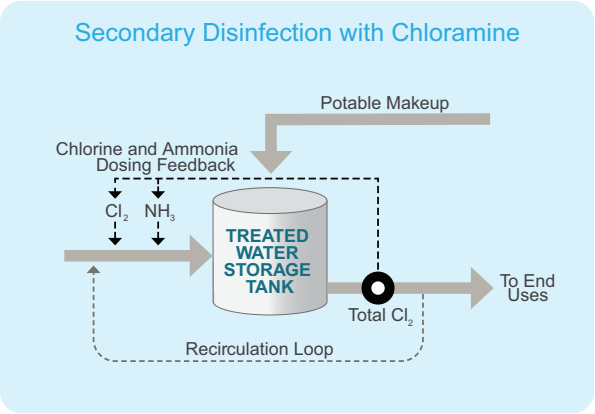 Secondary Disinfection with Chloramine
Potable Makeup
Chlorine and Ammonia
Dosing Feedback
Cl₂ NH₃
TREATED
WATER
STORAGE
TANK
To End
Uses
Total Cl₂
Recirculation Loop